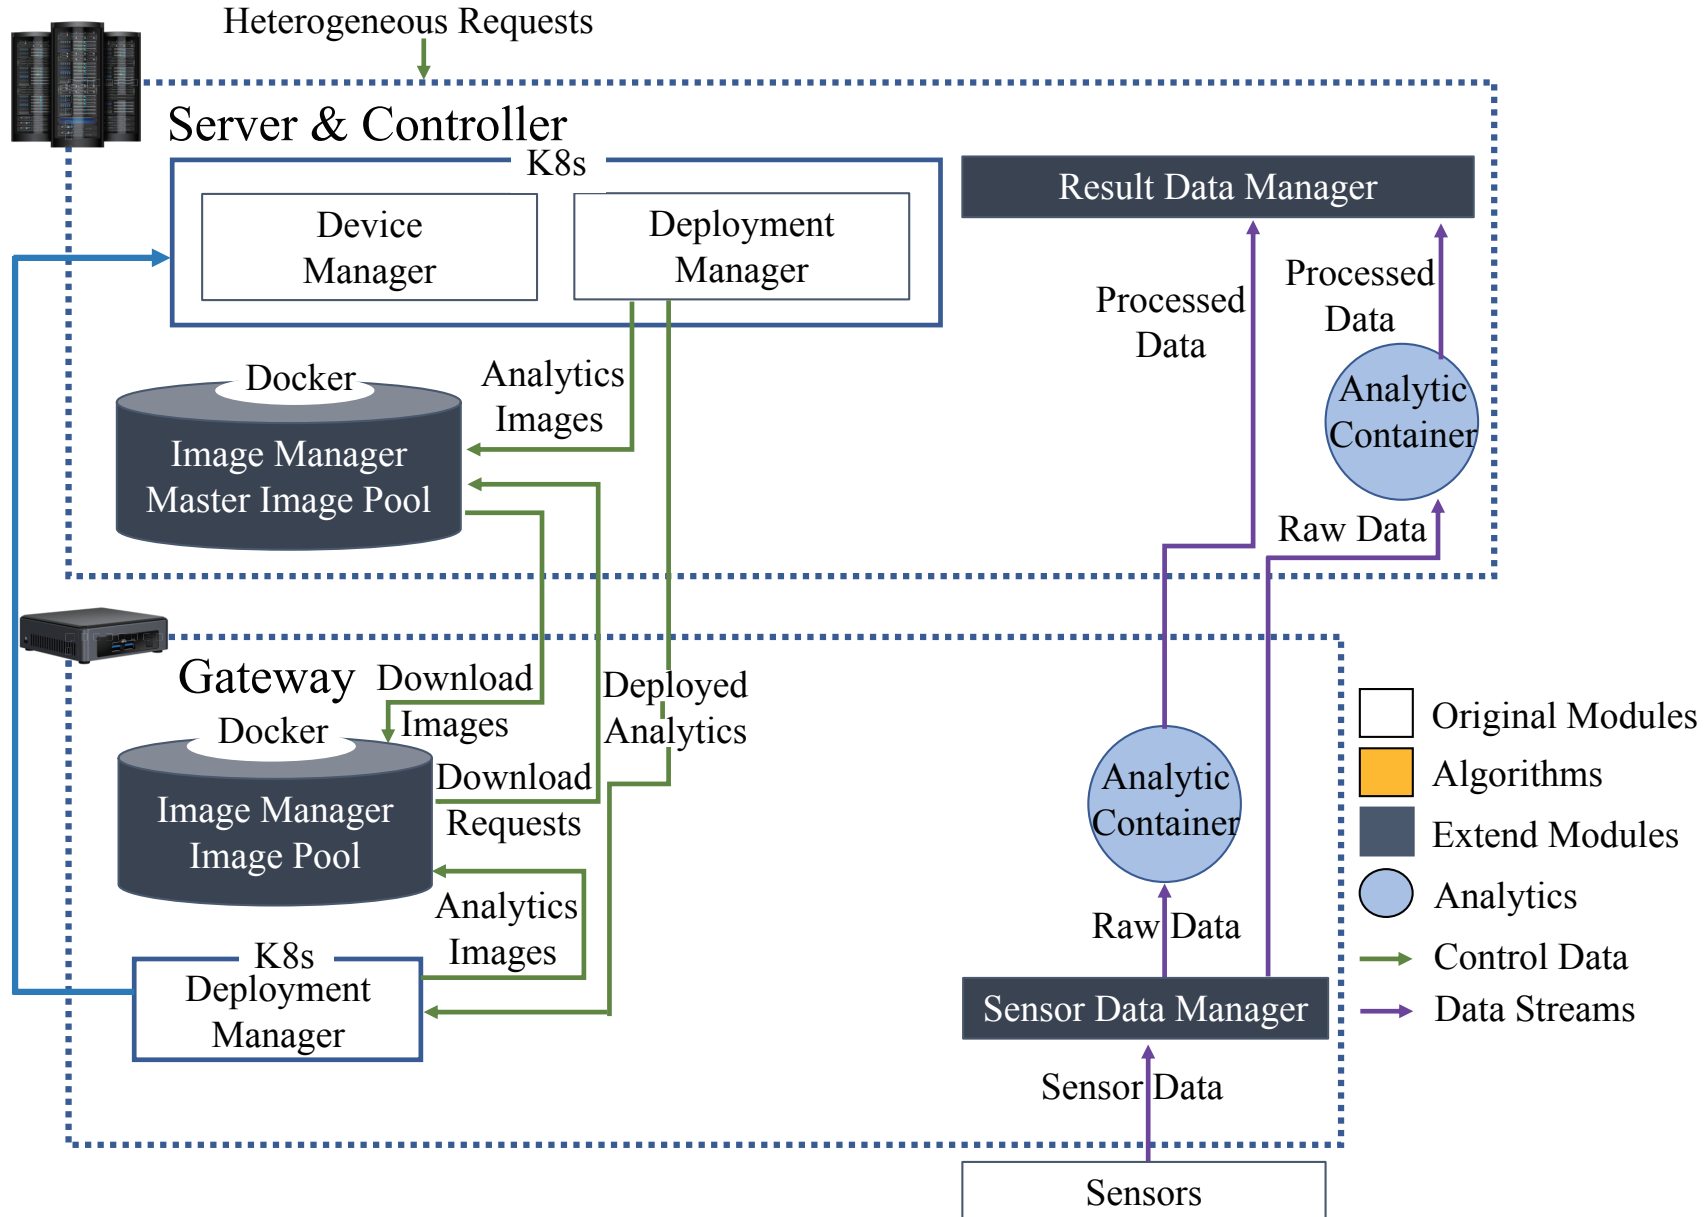 Heterogeneous Requests
Server & Controller
K8s
Device
Manager
Deployment
Manager
Result Data Manager
Processed
Data
Processed
Data
Analytic
Container
Raw Data
Analytics
Images
Docker
Image Manager
Master Image Pool
Gateway
Download
Images
Deployed
Analytics
Docker
Image Manager
Image Pool
Download
Requests
Analytics
Images
K8s
Deployment
Manager
Analytic
Container
Raw Data
Sensor Data Manager
Sensor Data
Sensors
Original Modules
Algorithms
Extend Modules
Analytics
Control Data
Data Streams